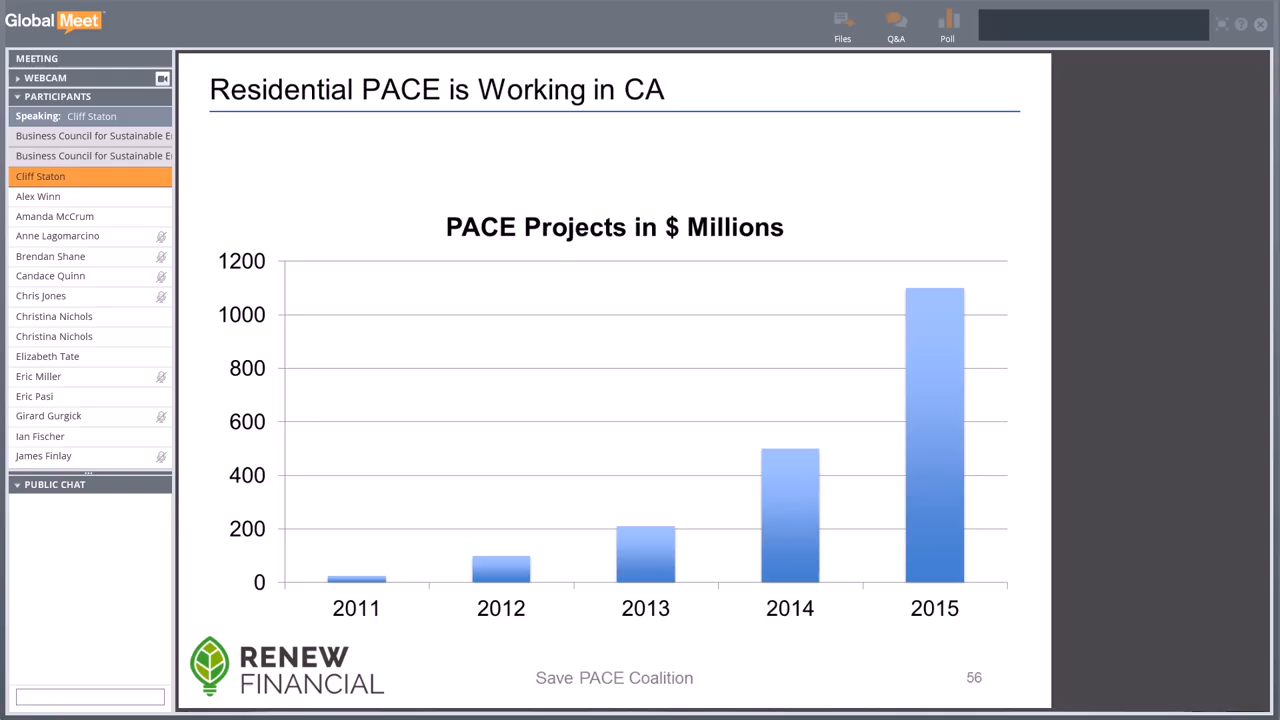 Global Meet
Files
Q&A
Poll
MEETING
WEBCAM
PARTICIPANTS
Speaking: Cliff Staton
Business Council for Sustainable E
Business Council for Sustainable E
Cliff Staton
Alex Winn
Amanda McCrum
Anne Lagomarcino
Brendan Shane
Candace Quinn
Chris Jones
Christina Nichols
Christina Nichols
Elizabeth Tate
Eric Miller
Eric Pasi
Girard Gurgick
Ian Fischer
James Finlay
PUBLIC CHAT
Residential PACE is Working in CA
PACE Projects in $ Millions
1200
1000
800
600
400
200
0
2011 2012 2013 2014 2015
RENEW
FINANCIAL
Save PACE Coalition
56